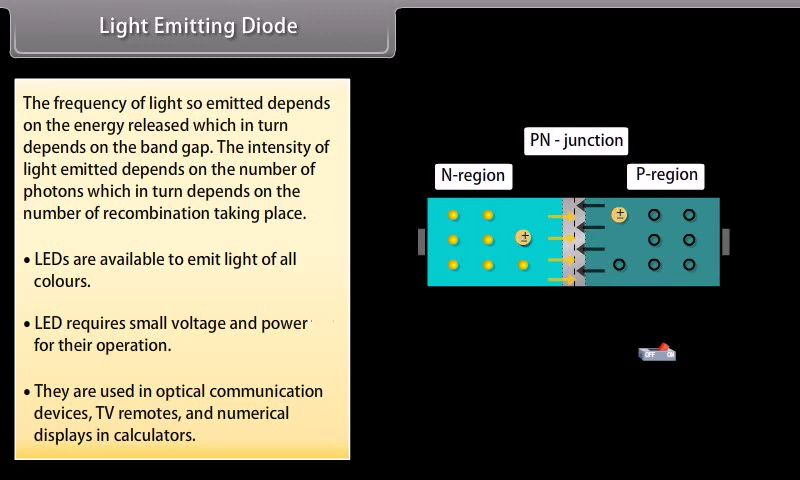 Light Emitting Diode
The frequency of light so emitted depends
on the energy released which in turn
depends on the band gap. The intensity of
light emitted depends on the number of
photons which in turn depends on the
number of recombination taking place.
• LEDs are available to emit light of all
colours.
• LED requires small voltage and power
for their operation.
• They are used in optical communication
devices, TV remotes, and numerical
displays in calculators.
PN - junction
N-region
P-region
±
±
OFF ON